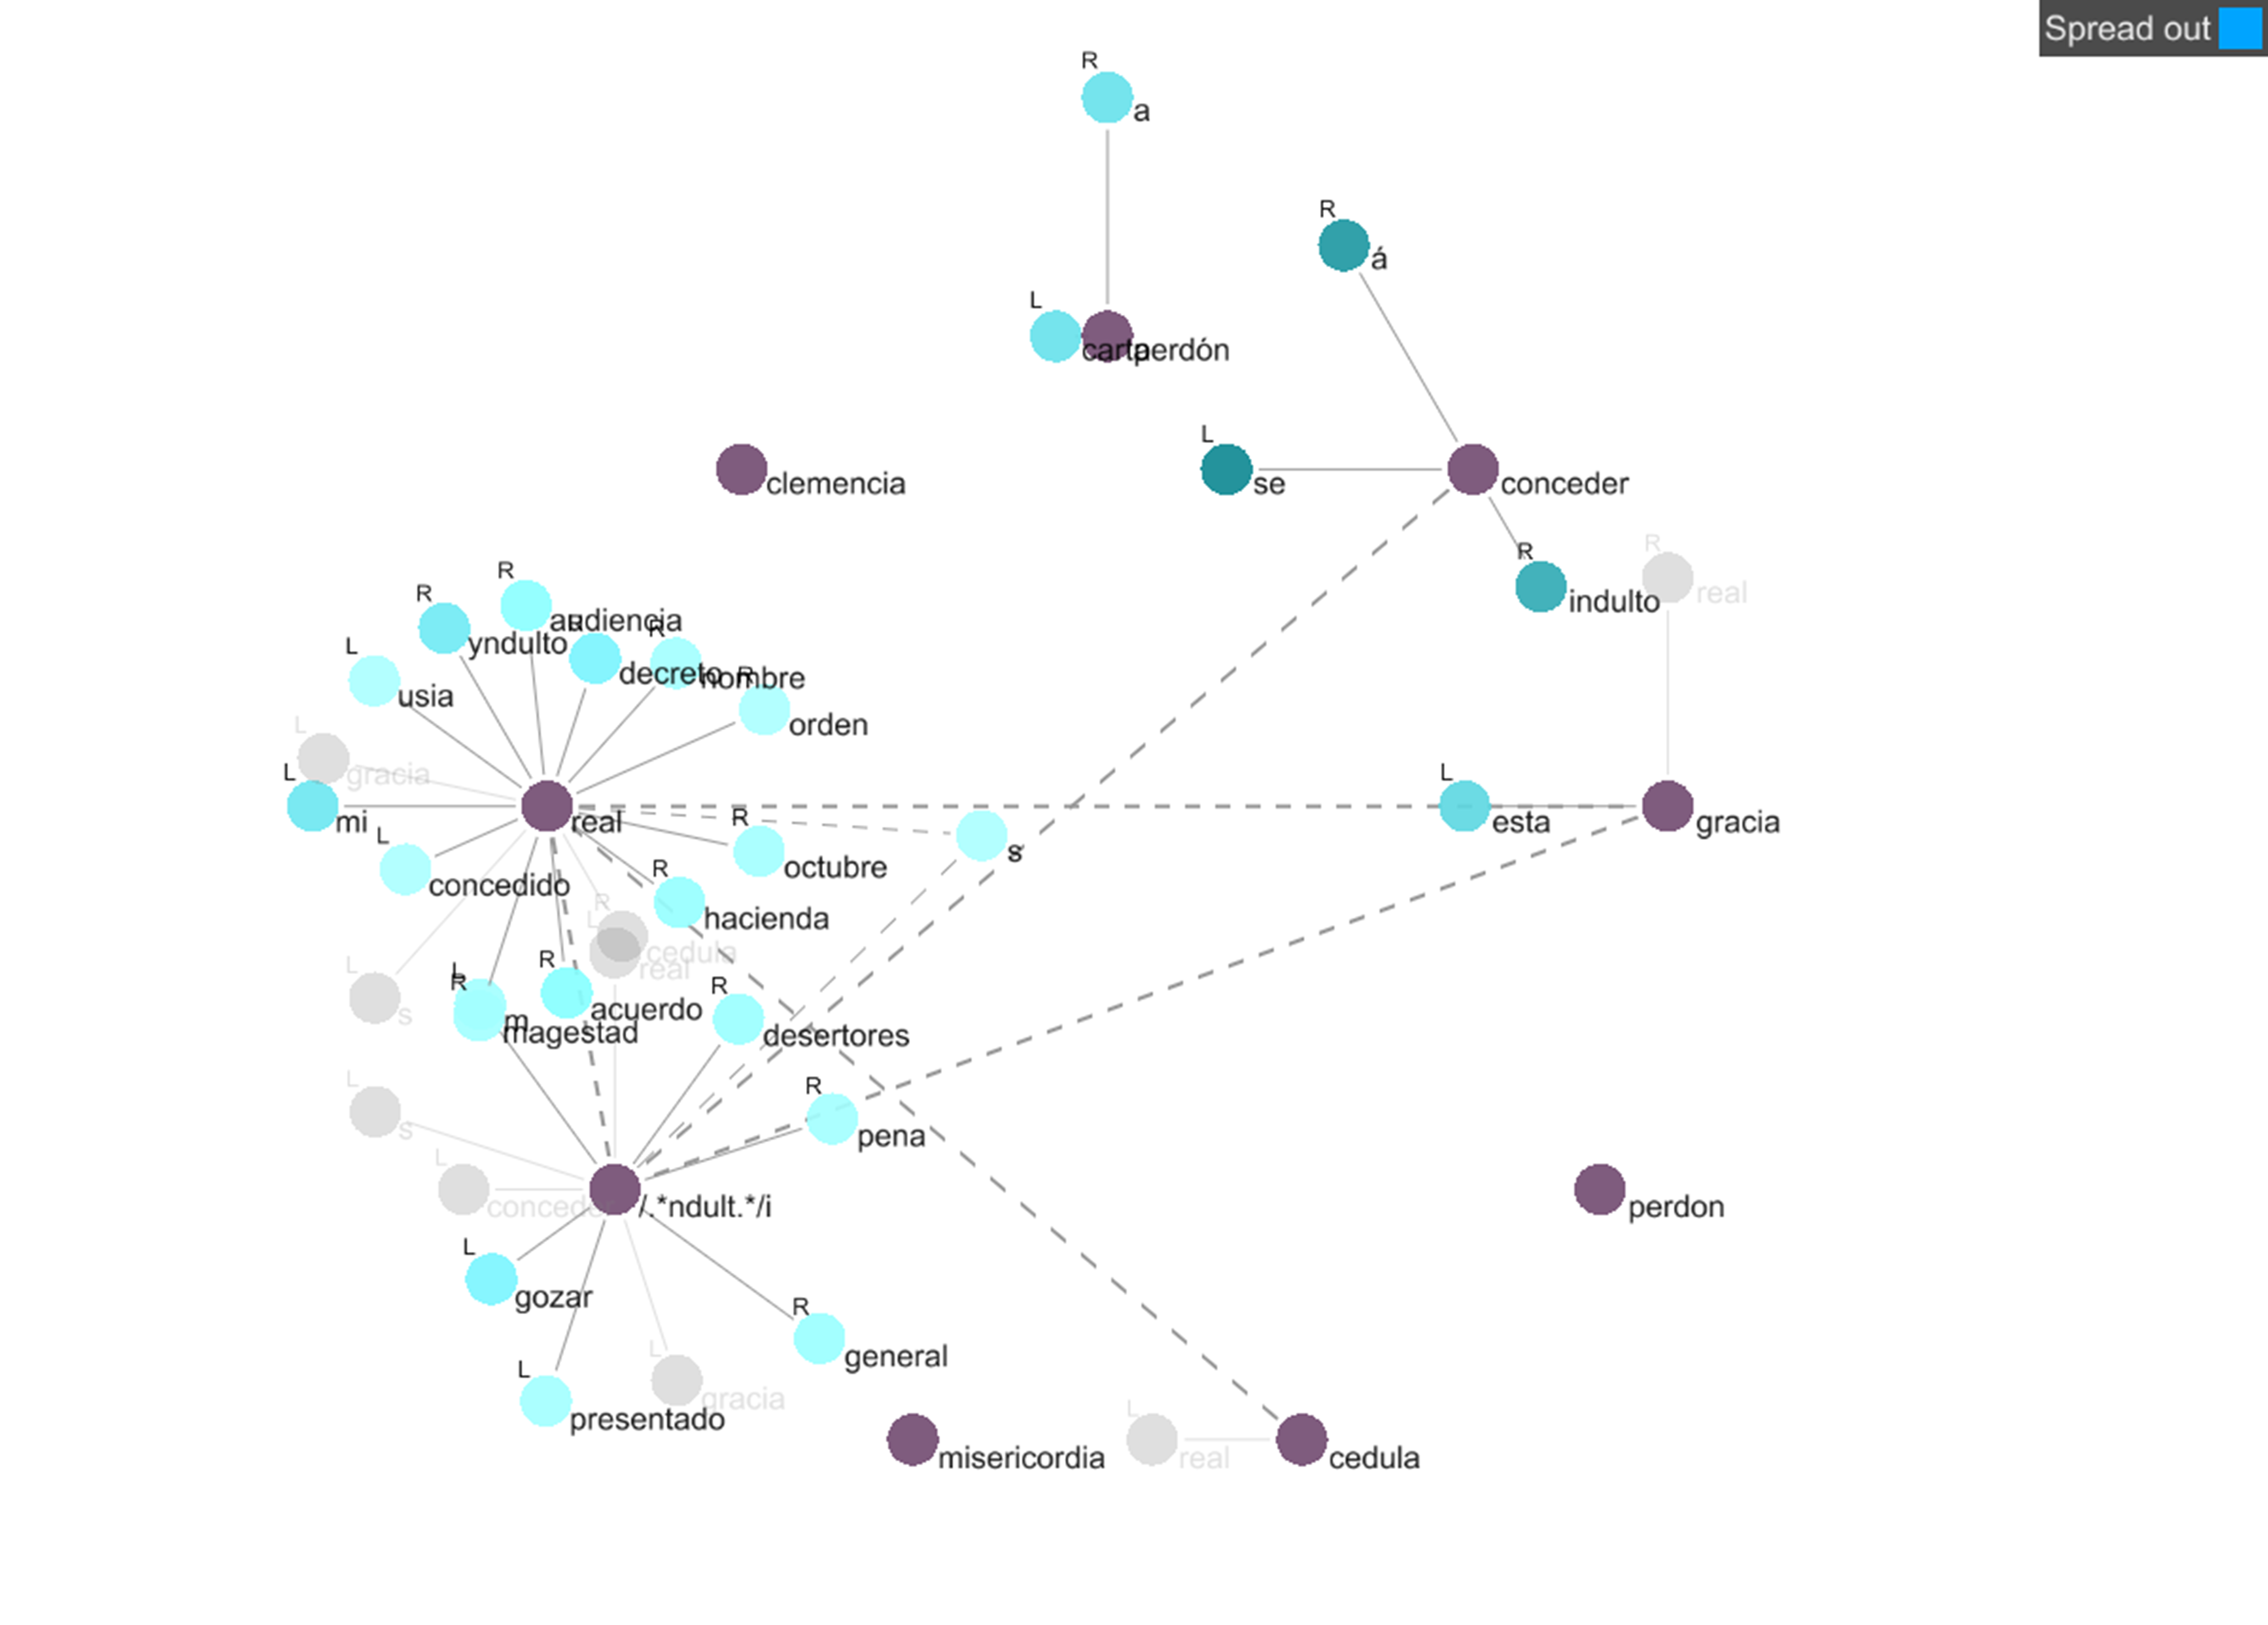 Spread out
R
a
R
á
L
carta
perdón
L
se
clemencia
conceder
R
indulto
R
real
R
audiencia
R
yndulto
R
decreto
R
nombre
R
orden
L
usia
L
gracia
L
mi
real
L
esta
gracia
s
R
octubre
L
concedido
R
hacienda
R
cedula
L
real
L
s
L
R
m
magestad
R
acuerdo
R
desertores
L
s
R
pena
L
conceder
/.*ndult.*/i
perdon
L
gozar
R
general
L
gracia
L
presentado
misericordia
L
real
cedula